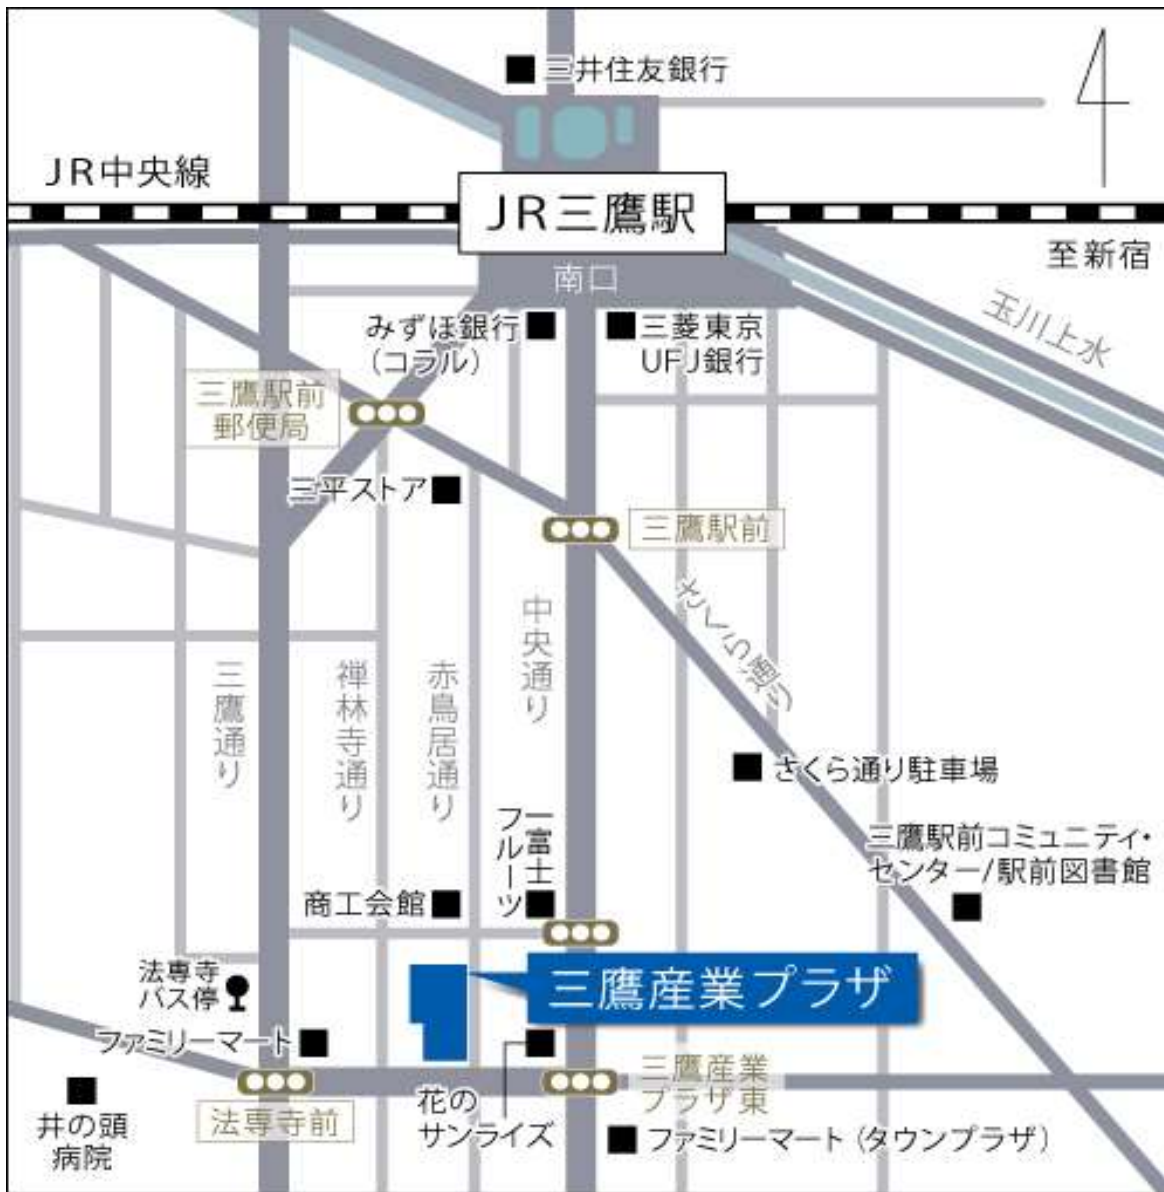 三井住友銀行
JR中央線
JR三鷹駅
至新宿
南口
玉川上水
みずほ銀行
（コラル）
三菱東京
UFJ銀行
三鷹駅前
郵便局
三平ストア
三鷹駅前
さくら通り
中央通り
三鷹通り
禅林寺通り
赤鳥居通り
さくら通り駐車場
一富士
フルーツ
三鷹駅前コミュニティ・
センター/駅前図書館
商工会館
法専寺
バス停
三鷹産業プラザ
ファミリーマート
三鷹産業
プラザ東
井の頭
病院
法専寺前
花の
サンライズ
ファミリーマート（タウンプラザ）